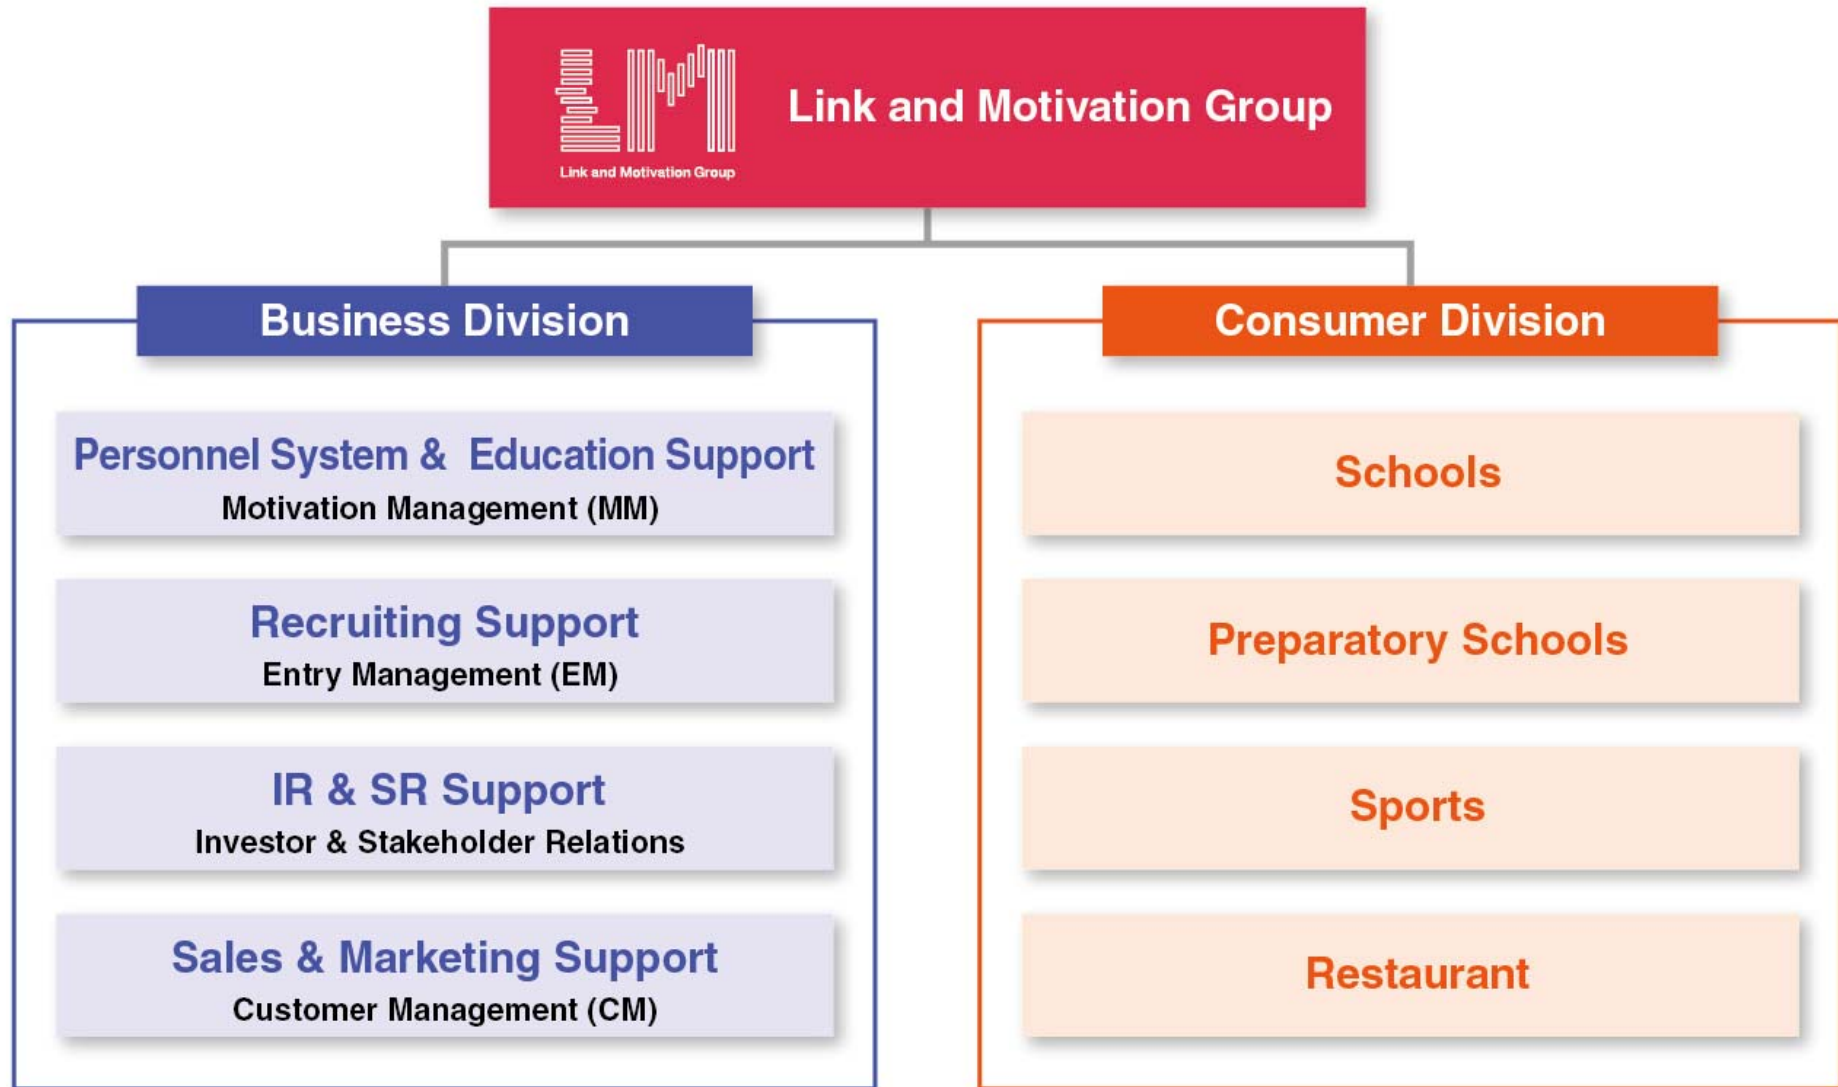 LM
Link and Motivation Group
Link and Motivation Group
Business Division
Personnel System & Education Support
Motivation Management (MM)
Recruiting Support
Entry Management (EM)
IR & SR Support
Investor & Stakeholder Relations
Sales & Marketing Support
Customer Management (CM)
Consumer Division
Schools
Preparatory Schools
Sports
Restaurant